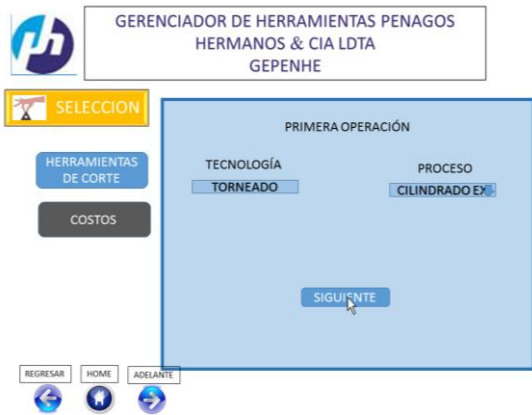 GERENCIADOR DE HERRAMIENTAS PENAGOS
HERMANOS & CIA LDTA
GEPENHE
SELECCION
PRIMERA OPERACIÓN
HERRAMIENTAS
DE CORTE
TECNOLOGÍA
PROCESO
TORNEADO
CILINDRADO EX
COSTOS
SIGUIENTE
REGRESAR
HOME
ADELANTE